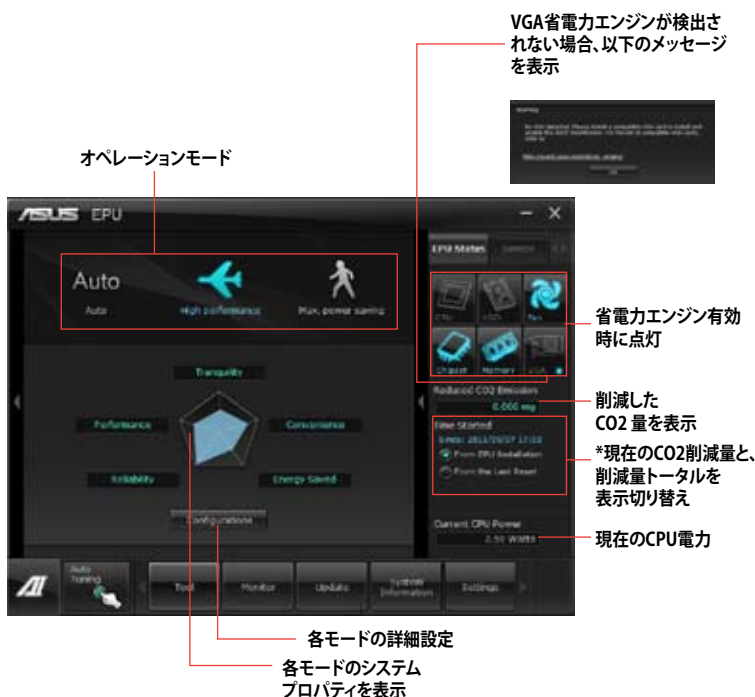 VGA省電力エンジンが検出さ
れない場合、以下のメッセージ
を表示
オペレーションモード
ASUS EPU
EPU Status
Auto
Auto
High performance
Max. power saving
CPU
HDD
Fan
Chipset
Memory
VGA
省電力エンジン有効
時に点灯
Tranquility
Performance
Convenience
Reliability
Energy Saved
Configurations
Reduced CO2 Emission
0.000 mg
削減した
CO2 量を表示
Time Started
From EPU Installation
From the Last Reset
*現在のCO2削減量と、
削減量トータルを
表示切り替え
Current CPU Power
2.50 Watts
現在のCPU電力
Auto
Tuning
Tool
Monitor
Update
System
Information
Settings
各モードの詳細設定
各モードのシステム
プロパティを表示